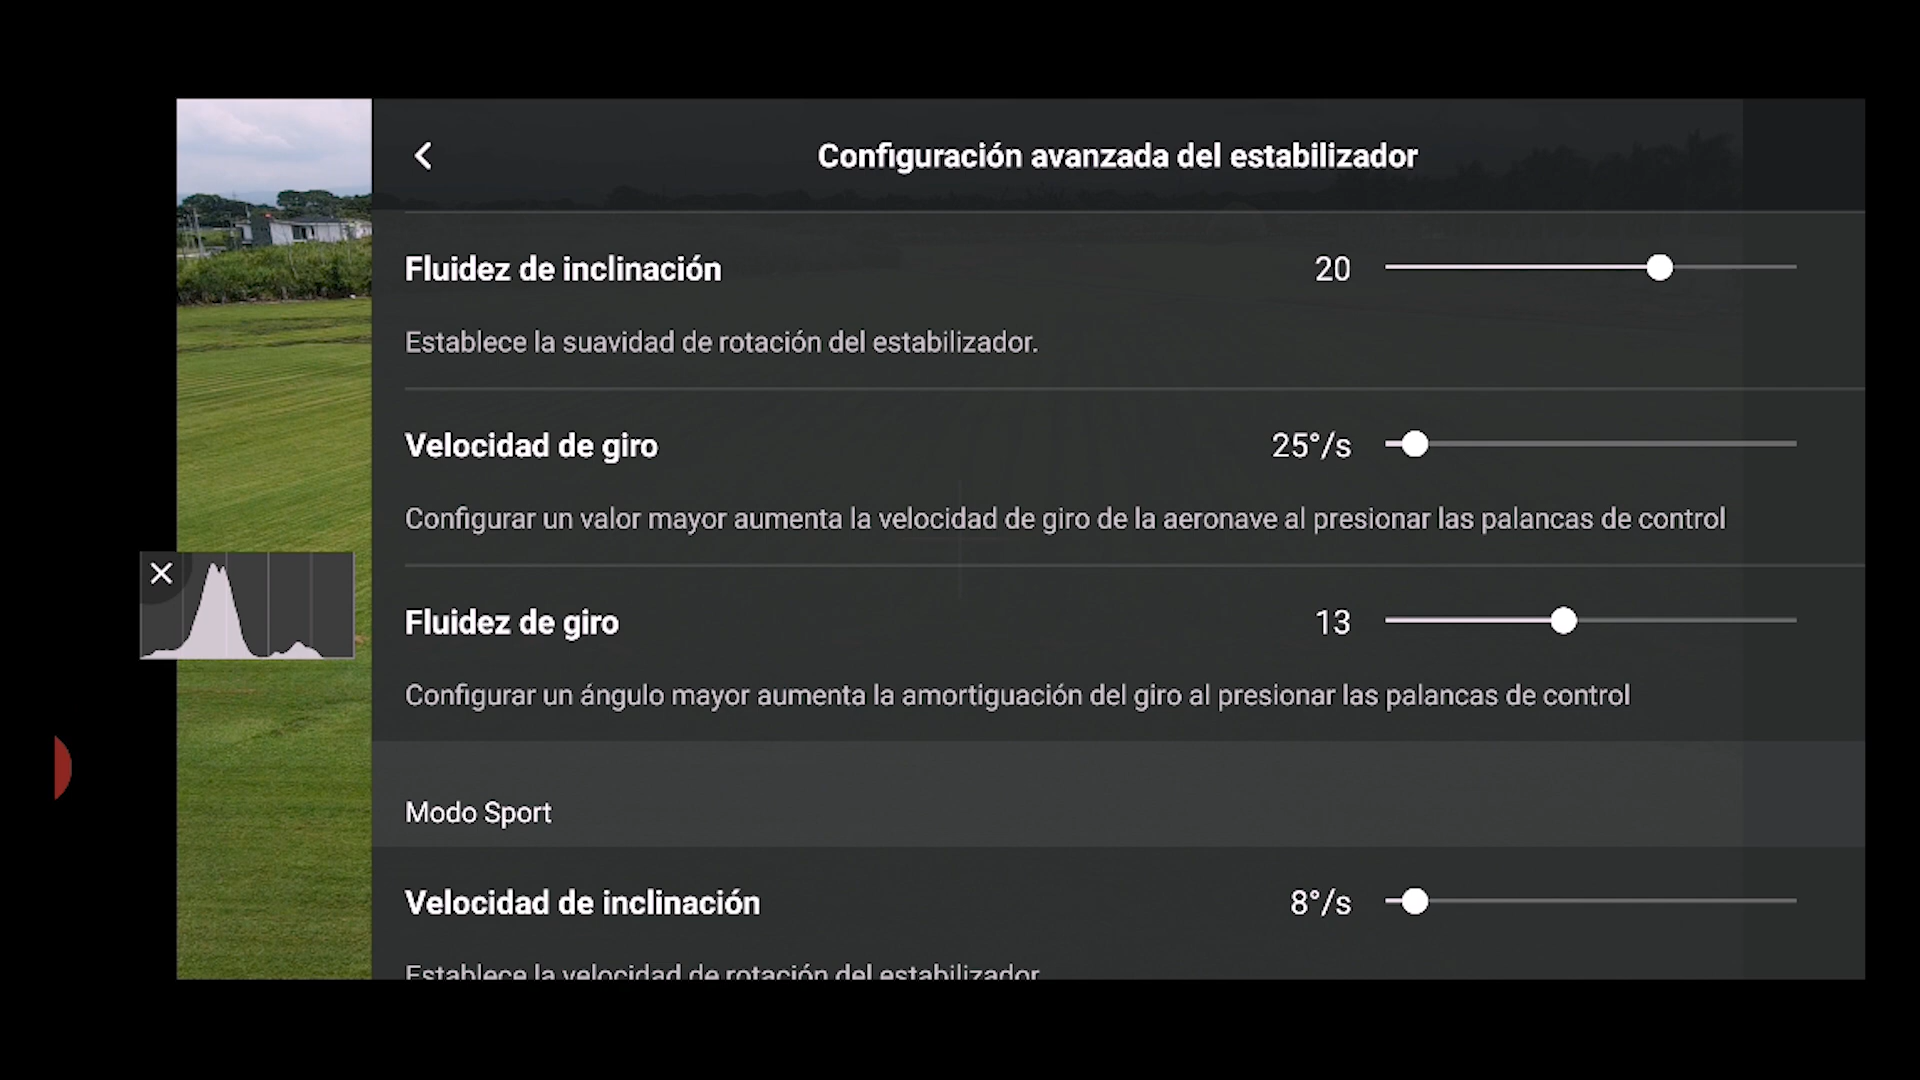 Configuración avanzada del estabilizador
Fluidez de inclinación 20
Establece la suavidad de rotación del estabilizador.
Velocidad de giro 25°/s
Configurar un valor mayor aumenta la velocidad de giro de la aeronave al presionar las palancas de control
Fluidez de giro 13
Configurar un ángulo mayor aumenta la amortiguación del giro al presionar las palancas de control
Modo Sport
Velocidad de inclinación 8°/s
Establece la velocidad de rotación del estabilizador